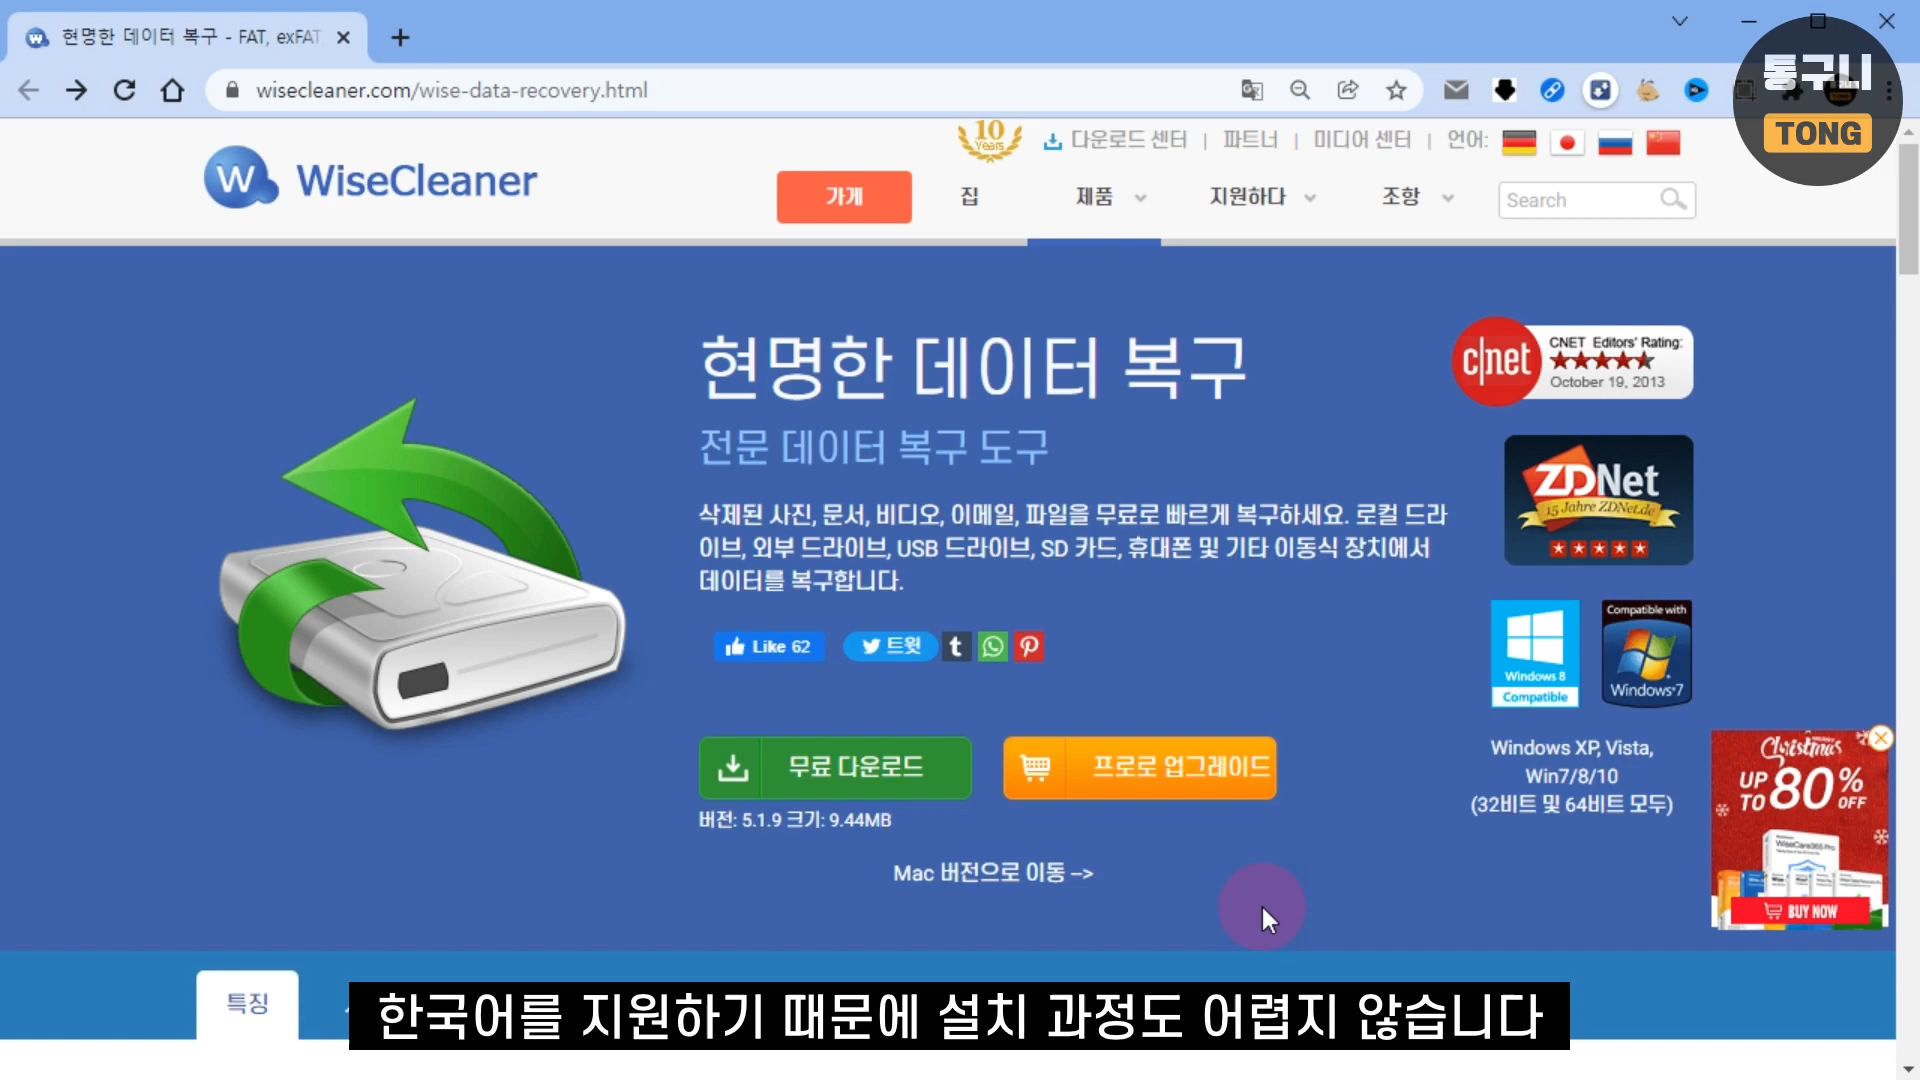 현명한 데이터 복구 - FAT, exFAT
통구니
TONG
wisecleaner.com/wise-data-recovery.html
10
Years
다운로드 센터 | 파트너 | 미디어 센터 | 언어:
W WiseCleaner
가게 집 제품 지원하다 조항 Search
현명한 데이터 복구
전문 데이터 복구 도구
삭제된 사진, 문서, 비디오, 이메일, 파일을 무료로 빠르게 복구하세요. 로컬 드라
이브, 외부 드라이브, USB 드라이브, SD 카드, 휴대폰 및 기타 이동식 장치에서
데이터를 복구합니다.
Like 62 트윗
무료 다운로드 프로로 업그레이드
버전: 5.1.9 크기: 9.44MB
Mac 버전으로 이동 –>
c|net
CNET Editors' Rating:
October 19, 2013
ZDNet
15 Jahre ZDNet.de
Windows 8
Compatible
Compatible with
Windows 7
Windows XP, Vista,
Win7/8/10
(32비트 및 64비트 모두)
Christmas
UP TO 80% OFF
WiseCare365 Pro
BUY NOW
특징
한국어를 지원하기 때문에 설치 과정도 어렵지 않습니다